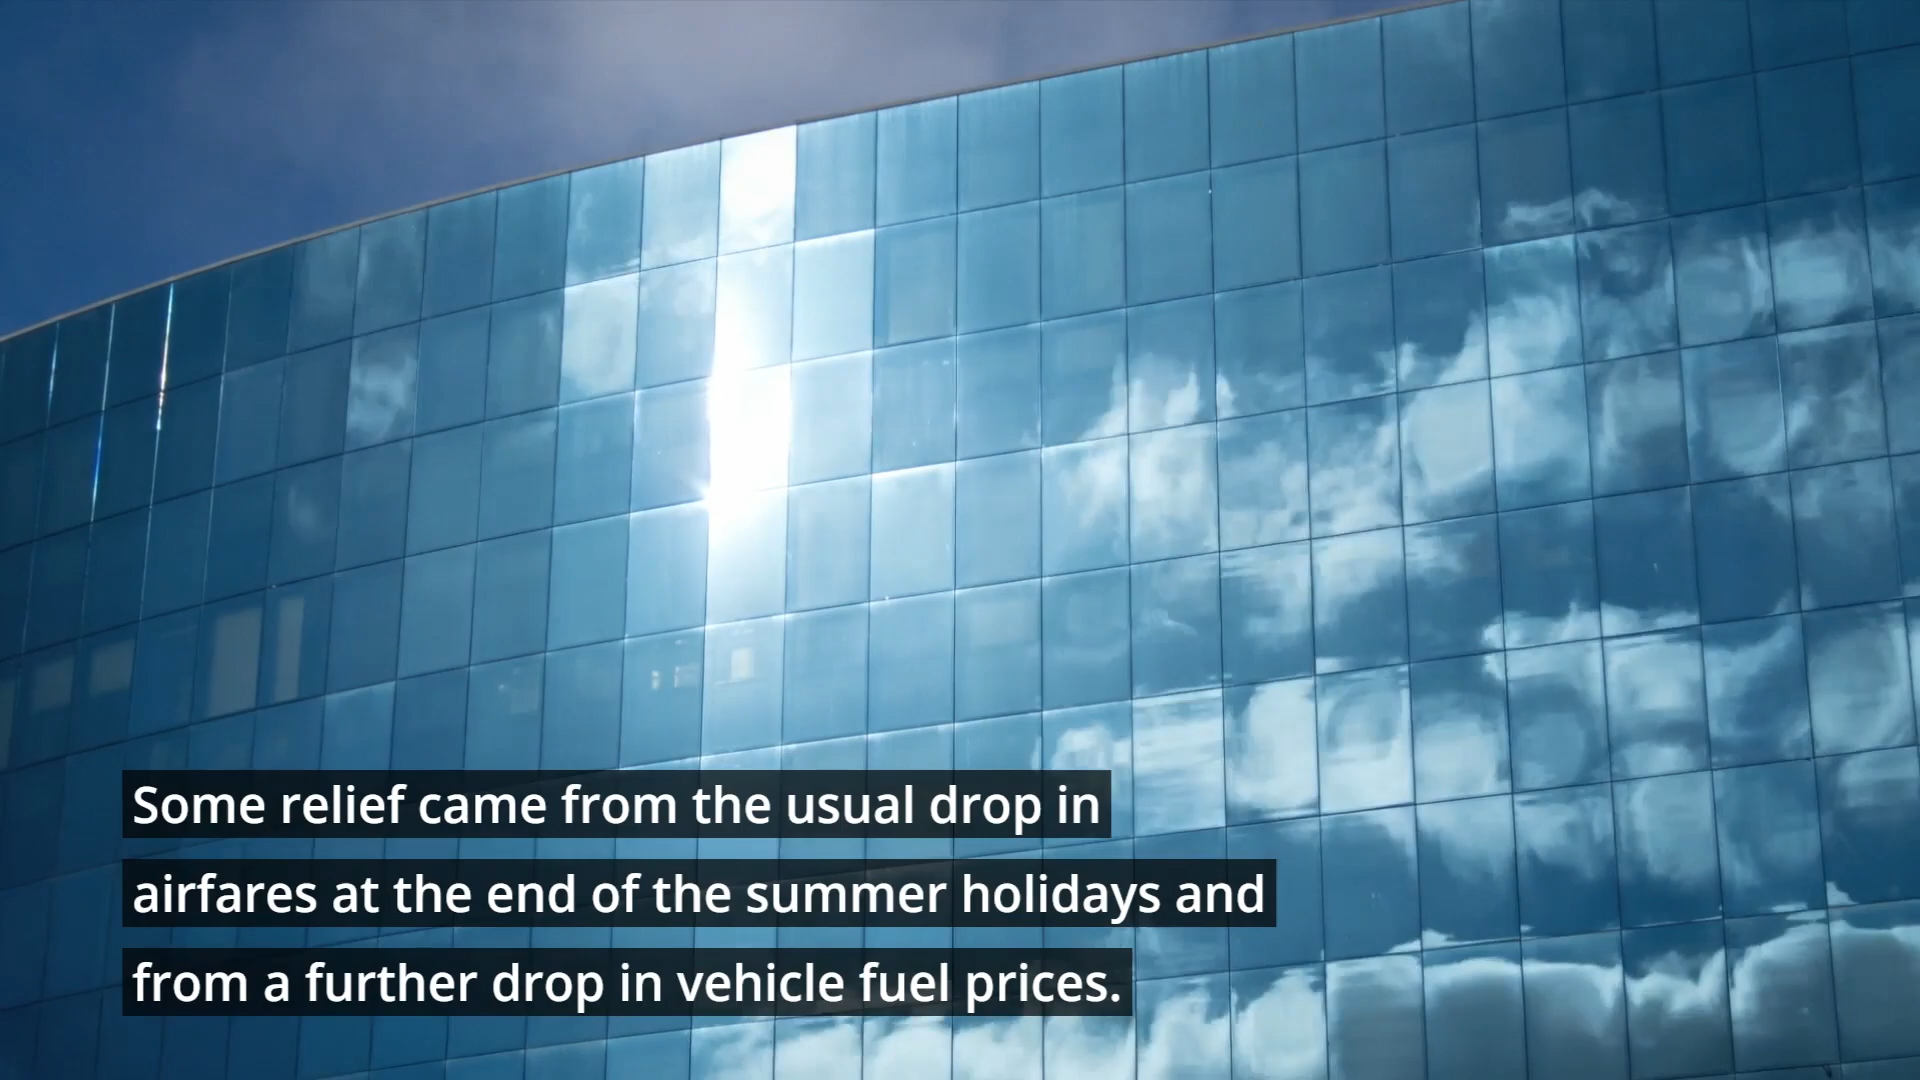 Some relief came from the usual drop in
airfares at the end of the summer holidays and
from a further drop in vehicle fuel prices.